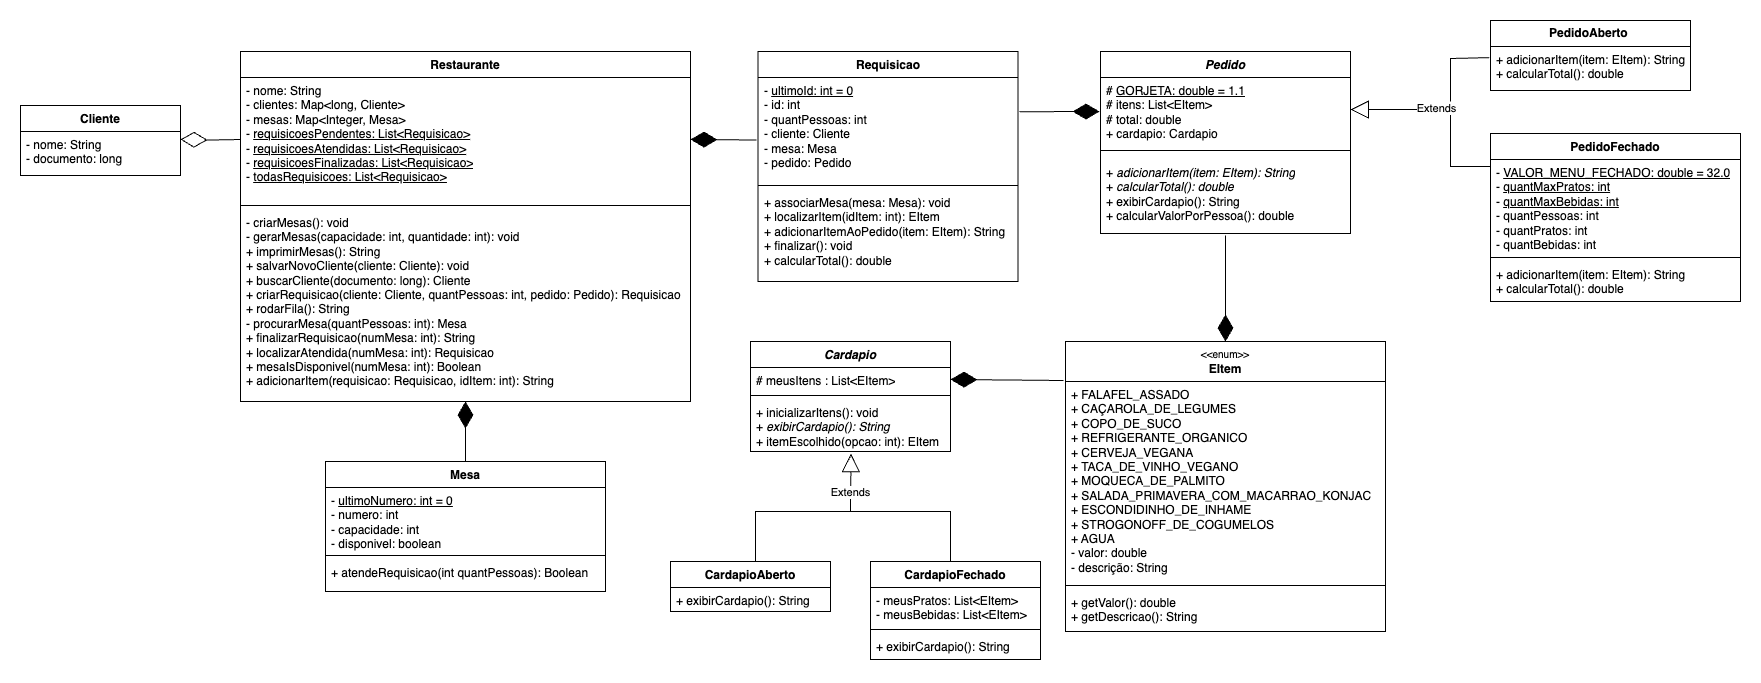 Cliente
- nome: String
- documento: long
Restaurante
- nome: String
- clientes: Map<long, Cliente>
- mesas: Map<Integer, Mesa>
- requisicoesPendentes: List<Requisicao>
- requisicoesAtendidas: List<Requisicao>
- requisicoesFinalizadas: List<Requisicao>
- todasRequisicoes: List<Requisicao>
- criarMesas(): void
- gerarMesas(capacidade: int, quantidade: int): void
+ imprimirMesas(): String
+ salvarNovoCliente(cliente: Cliente): void
+ buscarCliente(documento: long): Cliente
+ criarRequisicao(cliente: Cliente, quantPessoas: int, pedido: Pedido): Requisicao
+ rodarFila(): String
- procurarMesa(quantPessoas: int): Mesa
+ finalizarRequisicao(numMesa: int): String
+ localizarAtendida(numMesa: int): Requisicao
+ mesaIsDisponivel(numMesa: int): Boolean
+ adicionarItem(requisicao: Requisicao, idItem: int): String
Mesa
- ultimoNumero: int = 0
- numero: int
- capacidade: int
- disponivel: boolean
+ atendeRequisicao(int quantPessoas): Boolean
Requisicao
- ultimoId: int = 0
- id: int
- quantPessoas: int
- cliente: Cliente
- mesa: Mesa
- pedido: Pedido
+ associarMesa(mesa: Mesa): void
+ localizarItem(idItem: int): EItem
+ adicionarItemAoPedido(item: EItem): String
+ finalizar(): void
+ calcularTotal(): double
Pedido
# GORJETA: double = 1.1
# itens: List<EItem>
# total: double
+ cardapio: Cardapio
+ adicionarItem(item: EItem): String
+ calcularTotal(): double
+ exibirCardapio(): String
+ calcularValorPorPessoa(): double
Extends
PedidoAberto
+ adicionarItem(item: EItem): String
+ calcularTotal(): double
PedidoFechado
- VALOR_MENU_FECHADO: double = 32.0
- quantMaxPratos: int
- quantMaxBebidas: int
- quantPessoas: int
- quantPratos: int
- quantBebidas: int
+ adicionarItem(item: EItem): String
+ calcularTotal(): double
Cardapio
# meusItens : List<EItem>
+ inicializarItens(): void
+ exibirCardapio(): String
+ itemEscolhido(opcao: int): EItem
Extends
CardapioAberto
+ exibirCardapio(): String
CardapioFechado
- meusPratos: List<EItem>
- meusBebidas: List<EItem>
+ exibirCardapio(): String
<<enum>>
EItem
+ FALAFEL_ASSADO
+ CAÇAROLA_DE_LEGUMES
+ COPO_DE_SUCO
+ REFRIGERANTE_ORGANICO
+ CERVEJA_VEGANA
+ TACA_DE_VINHO_VEGANO
+ MOQUECA_DE_PALMITO
+ SALADA_PRIMAVERA_COM_MACARRAO_KONJAC
+ ESCONDIDINHO_DE_INHAME
+ STROGONOFF_DE_COGUMELOS
+ AGUA
- valor: double
- descrição: String
+ getValor(): double
+ getDescricao(): String